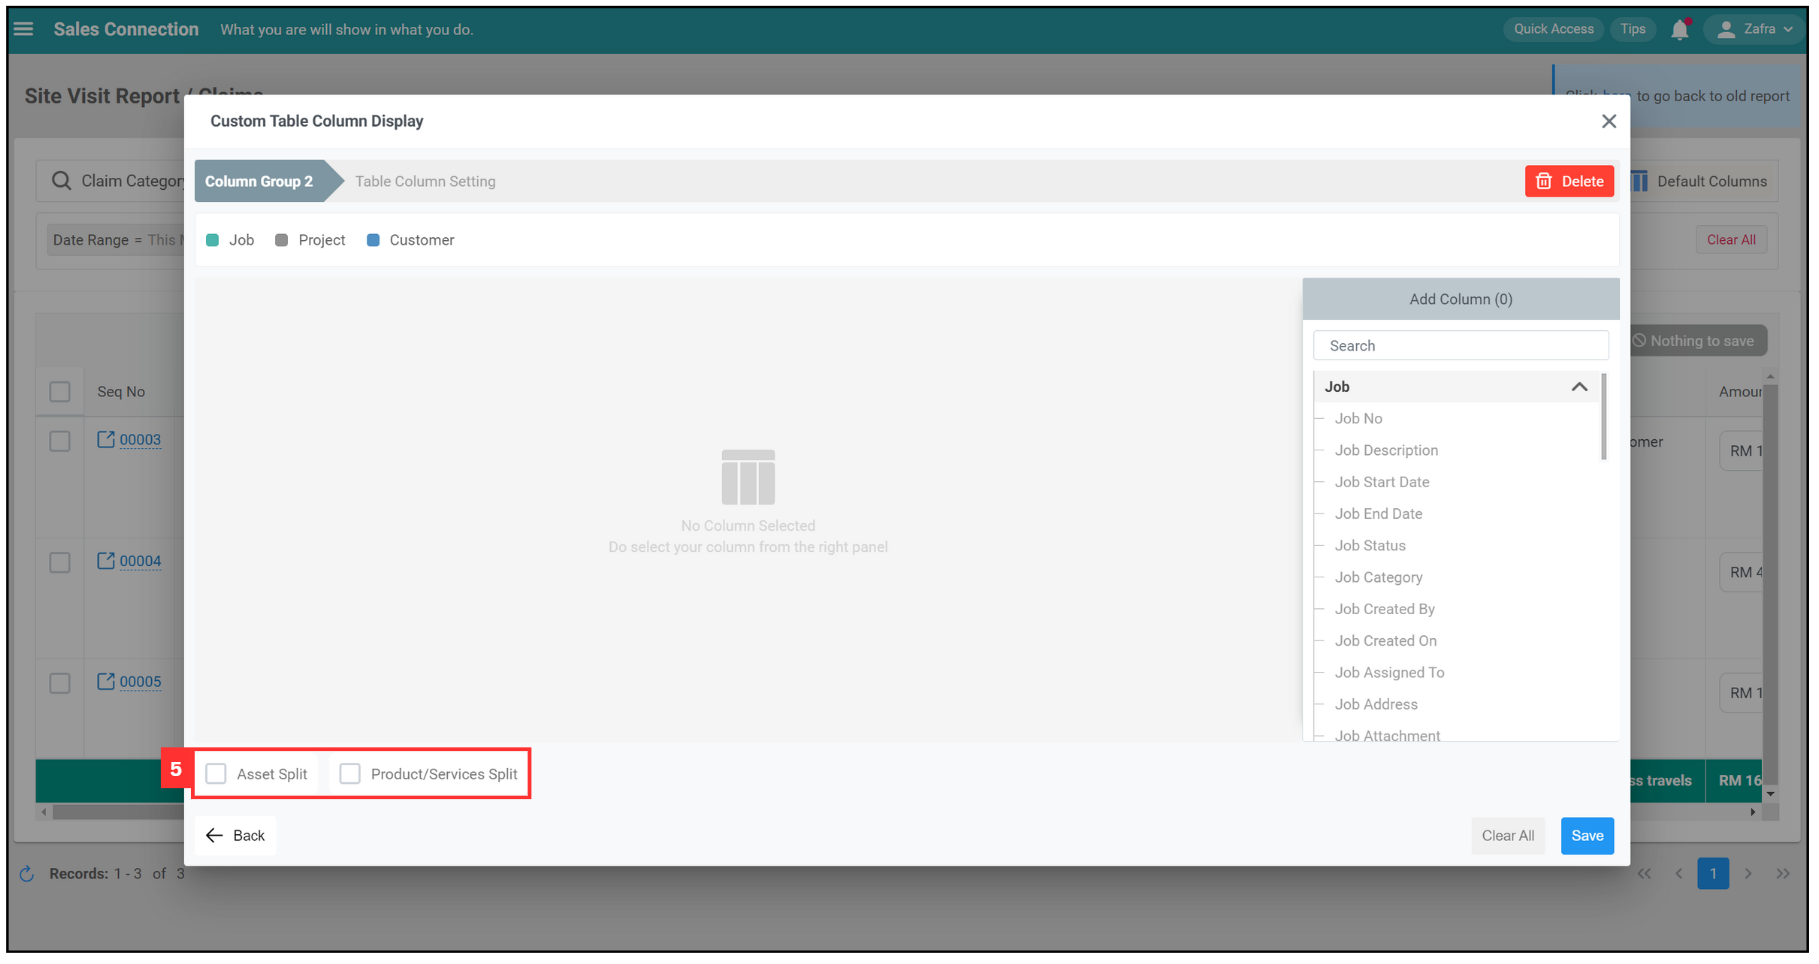 Sales Connection What you are will show in what you do. Quick Access Tips Zafra
Site Visit Report / Claims
Click here to go back to old report
Custom Table Column Display
Claim Category
Column Group 2 Table Column Setting Delete
Default Columns
Date Range = This
Job Project Customer
Clear All
Add Column (0)
Search
Nothing to save
Seq No
Job
Job No
Job Description
Job Start Date
Job End Date
Job Status
Job Category
Job Created By
Job Created On
Job Assigned To
Job Address
Job Attachment
No Column Selected
Do select your column from the right panel
00003
00004
00005
RM 1
RM 4
RM 1
5 Asset Split Product/Services Split
travels RM 16
Back Clear All Save
Records: 1 - 3 of 3
1